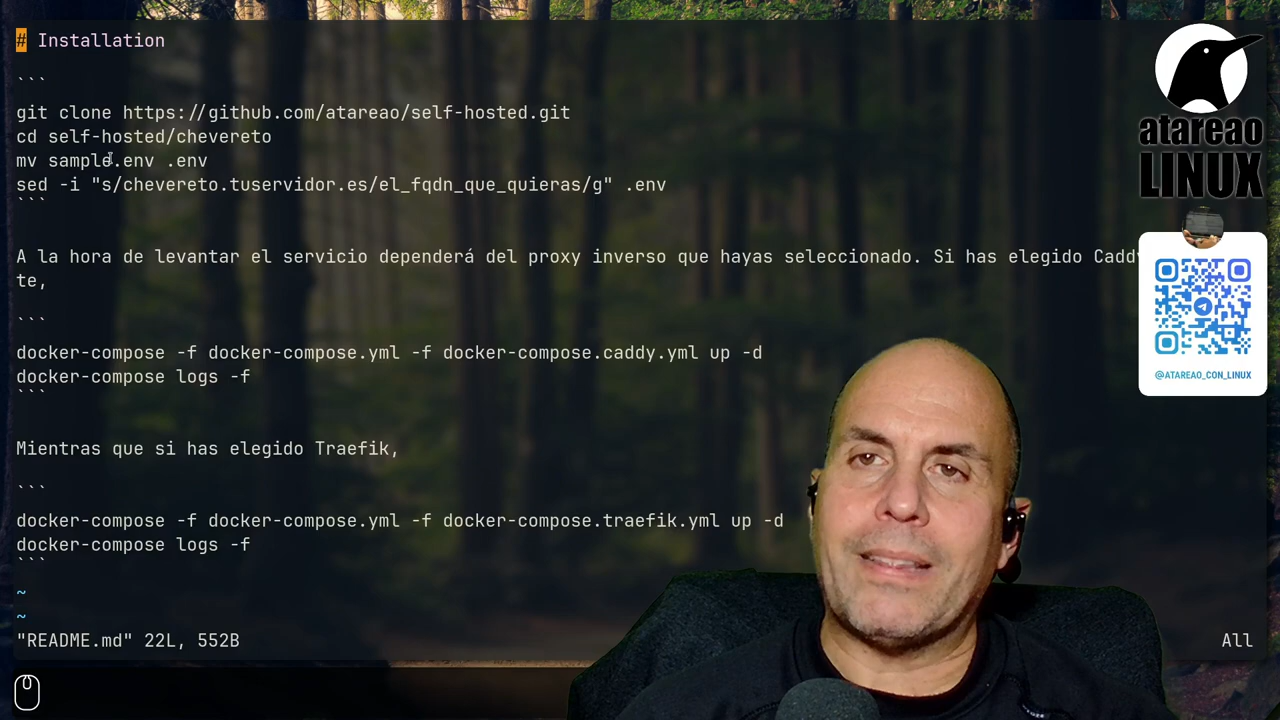 # Installation
```
git clone https://github.com/atareao/self-hosted.git
cd self-hosted/chevereto
mv sample.env .env
sed -i "s/chevereto.tuservidor.es/el_fqdn_que_quieras/g" .env
```
A la hora de levantar el servicio dependerá del proxy inverso que hayas seleccionado. Si has elegido Caddy
te,
```
docker-compose -f docker-compose.yml -f docker-compose.caddy.yml up -d
docker-compose logs -f
```
Mientras que si has elegido Traefik,
```
docker-compose -f docker-compose.yml -f docker-compose.traefik.yml up -d
docker-compose logs -f
```
~
~
"README.md" 22L, 552B
All
atareao
LINUX
@ATAREAO_CON_LINUX